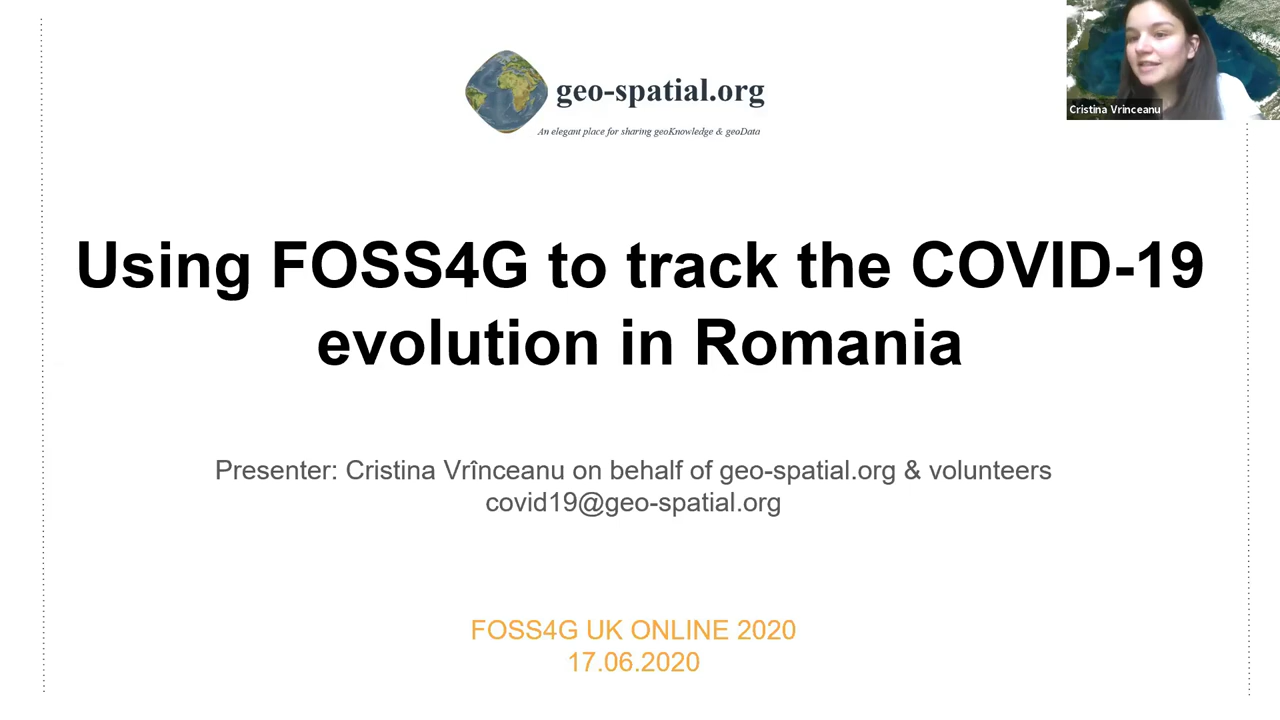 geo-spatial.org
An elegant place for sharing geoKnowledge & geoData
Cristina Vrinceanu
Using FOSS4G to track the COVID-19
evolution in Romania
Presenter: Cristina Vrînceanu on behalf of geo-spatial.org & volunteers
covid19@geo-spatial.org
FOSS4G UK ONLINE 2020
17.06.2020